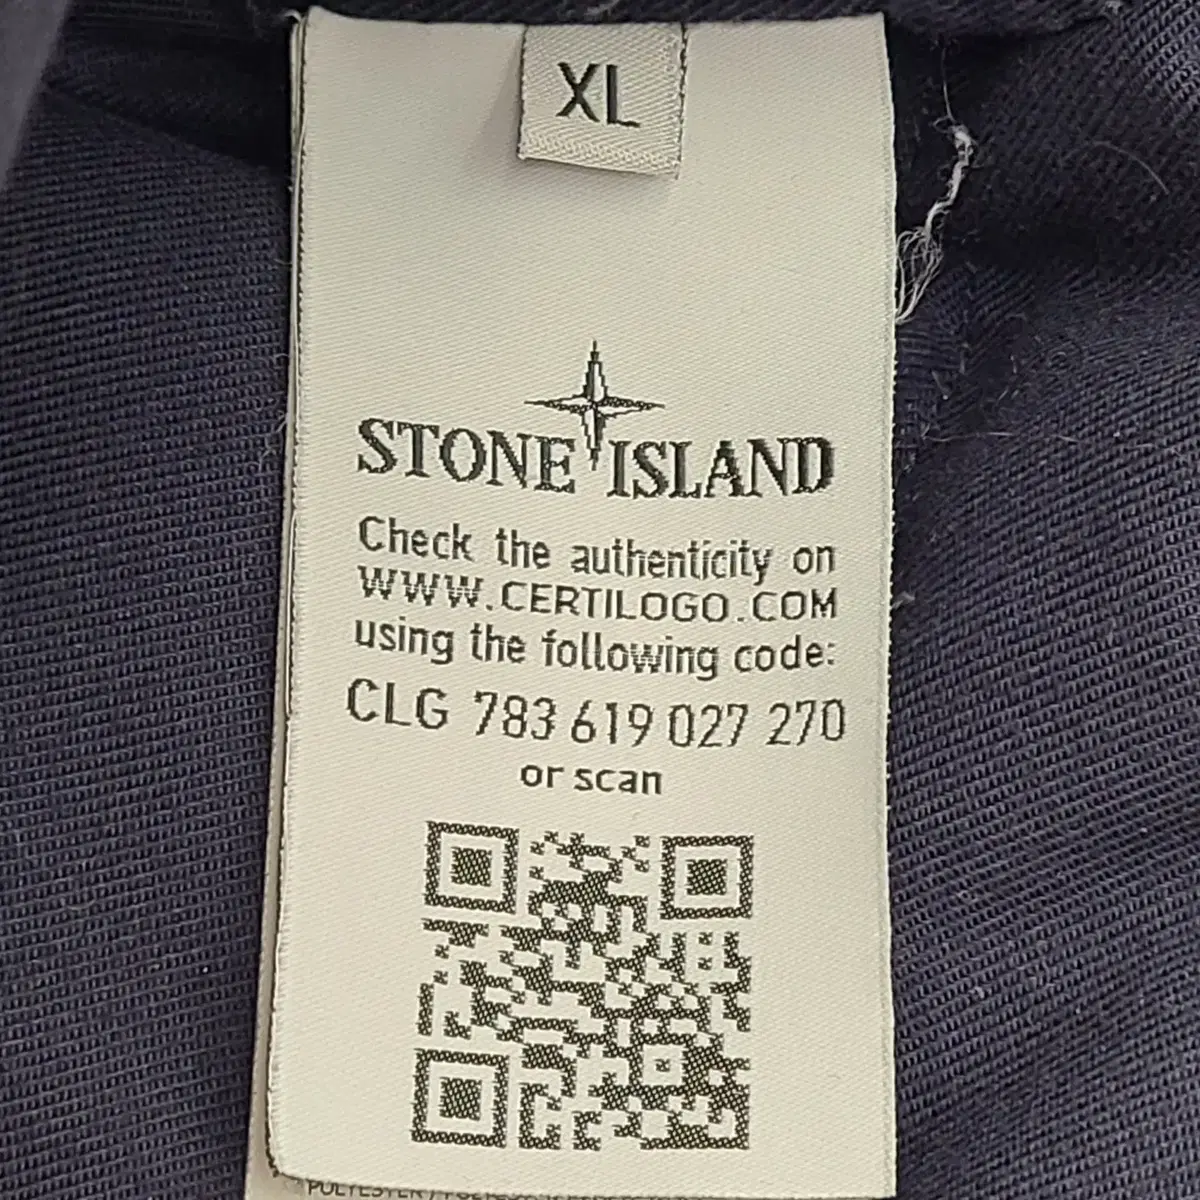 XL
STONE ISLAND
Check the authenticity on
WWW.CERTILOGO.COM
using the following code:
CLG 783 619 027 270
or scan